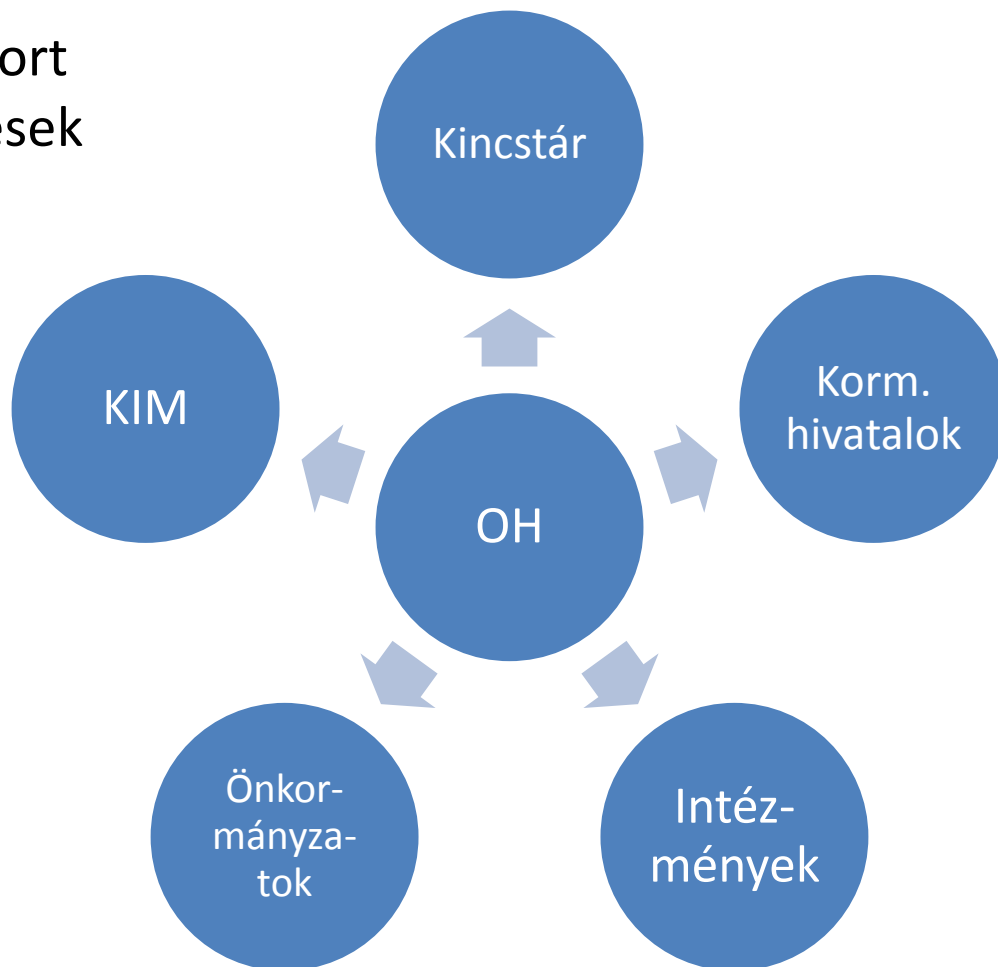 ort
esek
Kincstár
KIM
Korm.
hivatalok
OH
Önkor-
mányza-
tok
Intéz-
mények